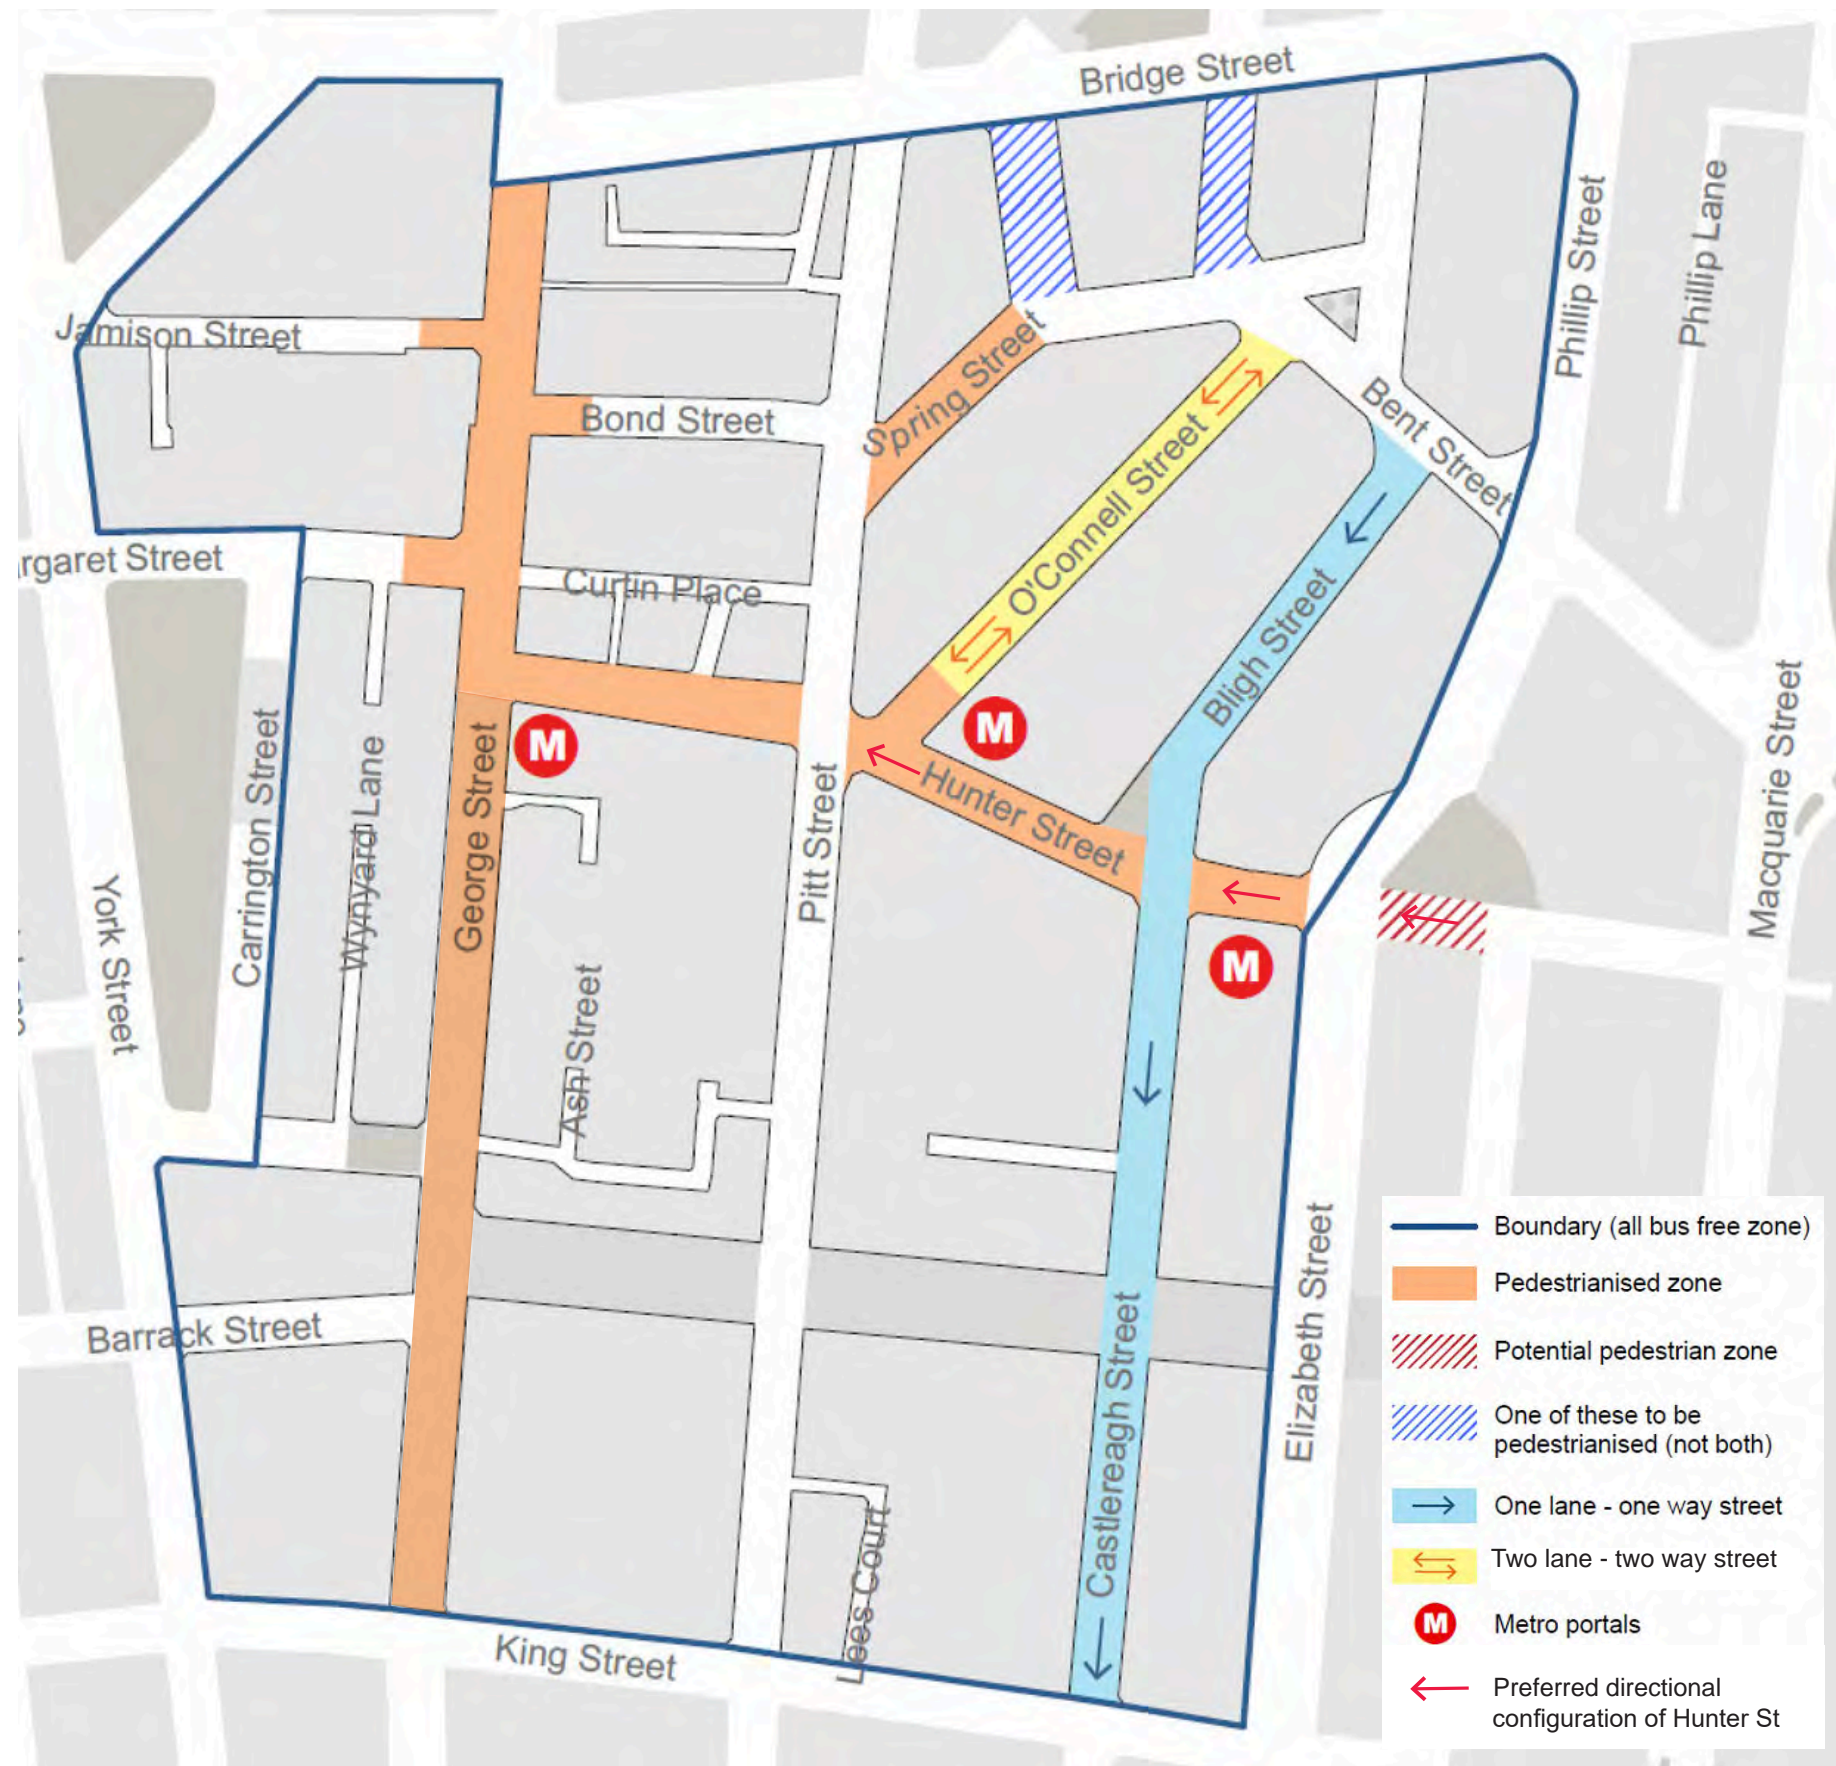 Bridge Street
Phillip Street
Phillip Lane
Jamison Street
Bond Street
Spring Street
O'Connell Street
Bent Street
rgaret Street
Curtin Place
Bligh Street
Macquarie Street
M
M
Hunter Street
George Street
Carrington Street
Wynyard Lane
Pitt Street
York Street
M
Ash Street
Elizabeth Street
Castlereagh Street
Barrack Street
Lees Court
King Street
Boundary (all bus free zone)
Pedestrianised zone
Potential pedestrian zone
One of these to be
pedestrianised (not both)
One lane - one way street
Two lane - two way street
M Metro portals
Preferred directional
configuration of Hunter St